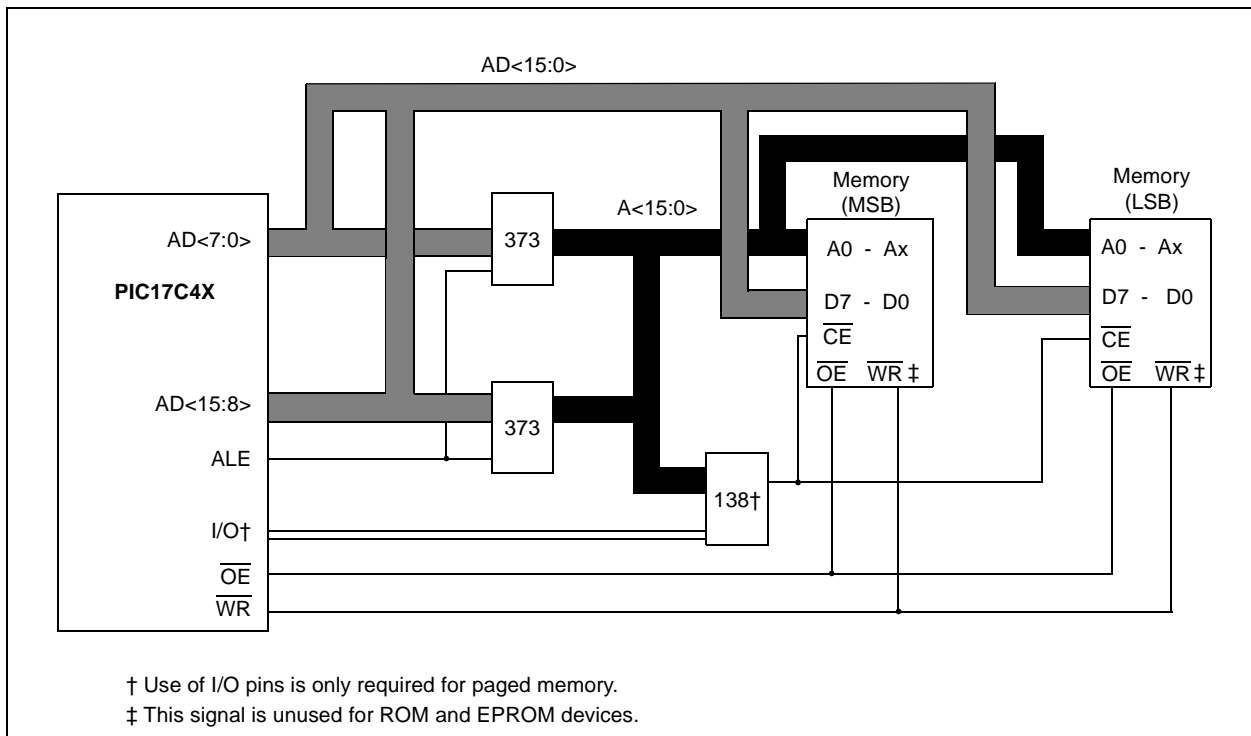 AD<15:0>
Memory
(MSB)
Memory
(LSB)
A<15:0>
AD<7:0>
373
A0 - Ax
A0 - Ax
PIC17C4X
D7 - D0
D7 - D0
CE
CE
OE WR ‡
OE WR ‡
AD<15:8>
373
ALE
138†
I/O†
OE
WR
† Use of I/O pins is only required for paged memory.
‡ This signal is unused for ROM and EPROM devices.